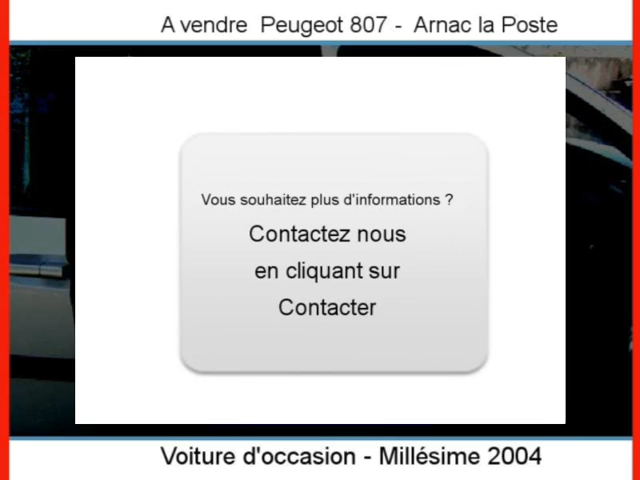 A vendre Peugeot 807 - Arnac la Poste
Vous souhaitez plus d'informations ?
Contactez nous
en cliquant sur
Contacter
Voiture d'occasion - Millésime 2004